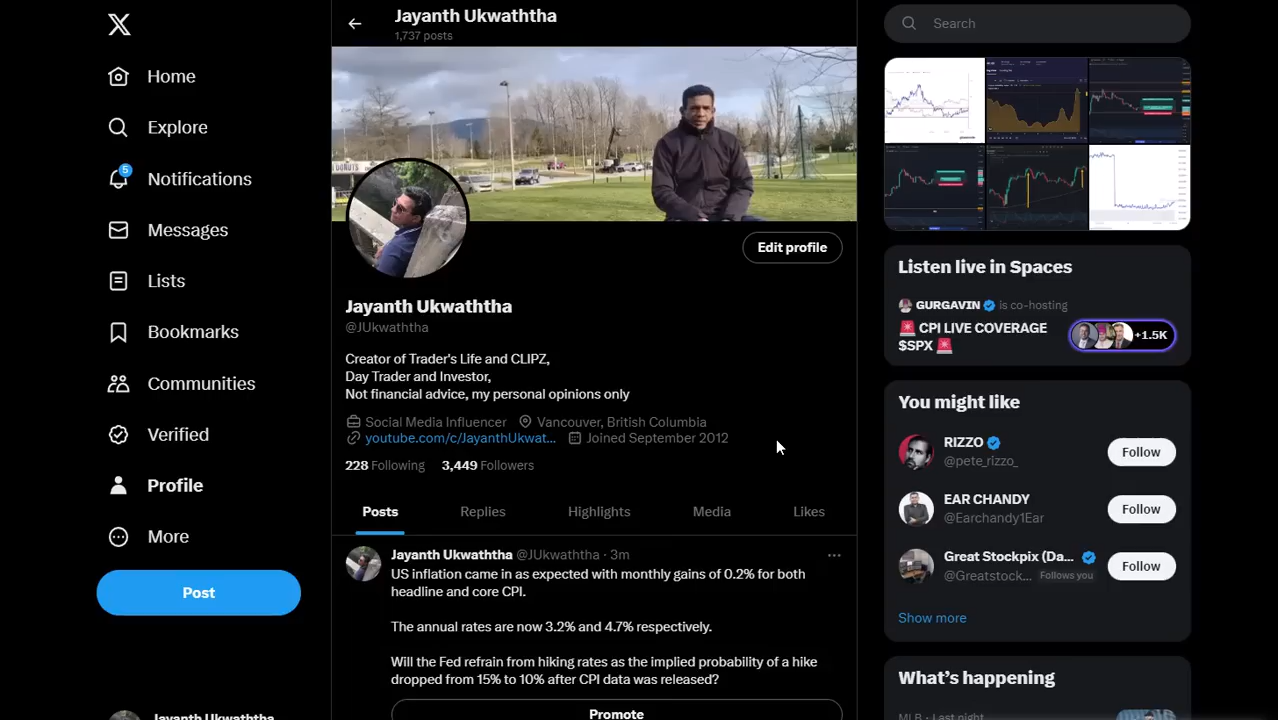 Jayanth Ukwaththa
1,737 posts
Home
Explore
5
Notifications
Messages
Lists
Bookmarks
Communities
Verified
Profile
More
Post
DONUTS
Edit profile
Jayanth Ukwaththa
@JUkwaththa
Creator of Trader's Life and CLIPZ,
Day Trader and Investor,
Not financial advice, my personal opinions only
Social Media Influencer Vancouver, British Columbia
youtube.com/c/JayanthUkwat... Joined September 2012
228 Following 3,449 Followers
Posts Replies Highlights Media Likes
Jayanth Ukwaththa @JUkwaththa · 3m
US inflation came in as expected with monthly gains of 0.2% for both
headline and core CPI.
The annual rates are now 3.2% and 4.7% respectively.
Will the Fed refrain from hiking rates as the implied probability of a hike
dropped from 15% to 10% after CPI data was released?
Promote
Search
Listen live in Spaces
GURGAVIN is co-hosting
🚨 CPI LIVE COVERAGE
$SPX 🚨
+1.5K
You might like
RIZZO
@pete_rizzo_
Follow
EAR CHANDY
@Earchandy1Ear
Follow
Great Stockpix (Da...
@Greatstock... Follows you
Follow
Show more
What's happening
MLB · Last night
Jayanth Ukwaththa